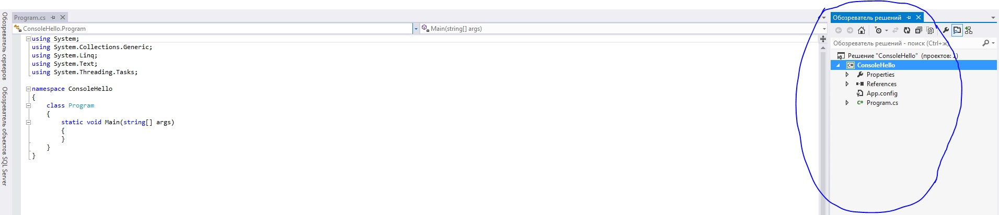 Обозреватель серверов
Обозреватель объектов SQL Server
Program.cs
ConsoleHello.Program
Main(string[] args)
using System;
using System.Collections.Generic;
using System.Linq;
using System.Text;
using System.Threading.Tasks;
namespace ConsoleHello
{
class Program
{
static void Main(string[] args)
{
}
}
}
Обозреватель решений
Обозреватель решений - поиск (Ctrl+ж)
Решение "ConsoleHello" (проектов: 1)
C# ConsoleHello
Properties
References
App.config
C# Program.cs